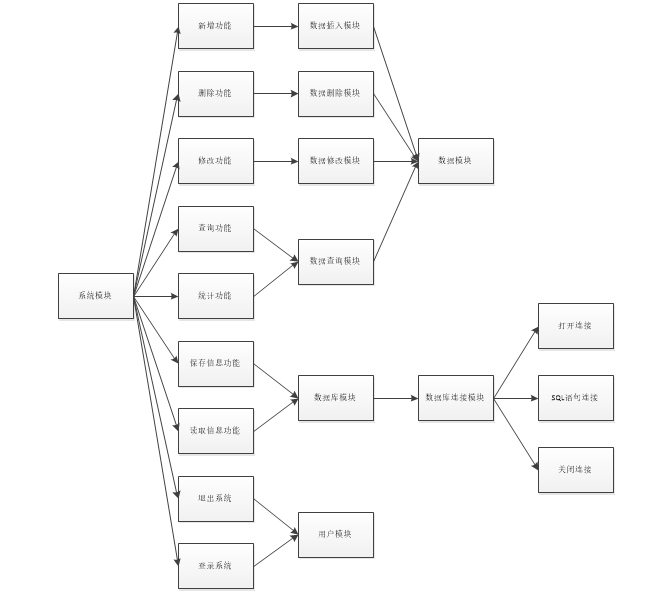 新增功能
数据插入模块
删除功能
数据删除模块
修改功能
数据修改模块
数据模块
查询功能
数据查询模块
系统模块
统计功能
打开连接
保存信息功能
数据库模块
数据库连接模块
SQL语句连接
读取信息功能
关闭连接
退出系统
用户模块
登录系统